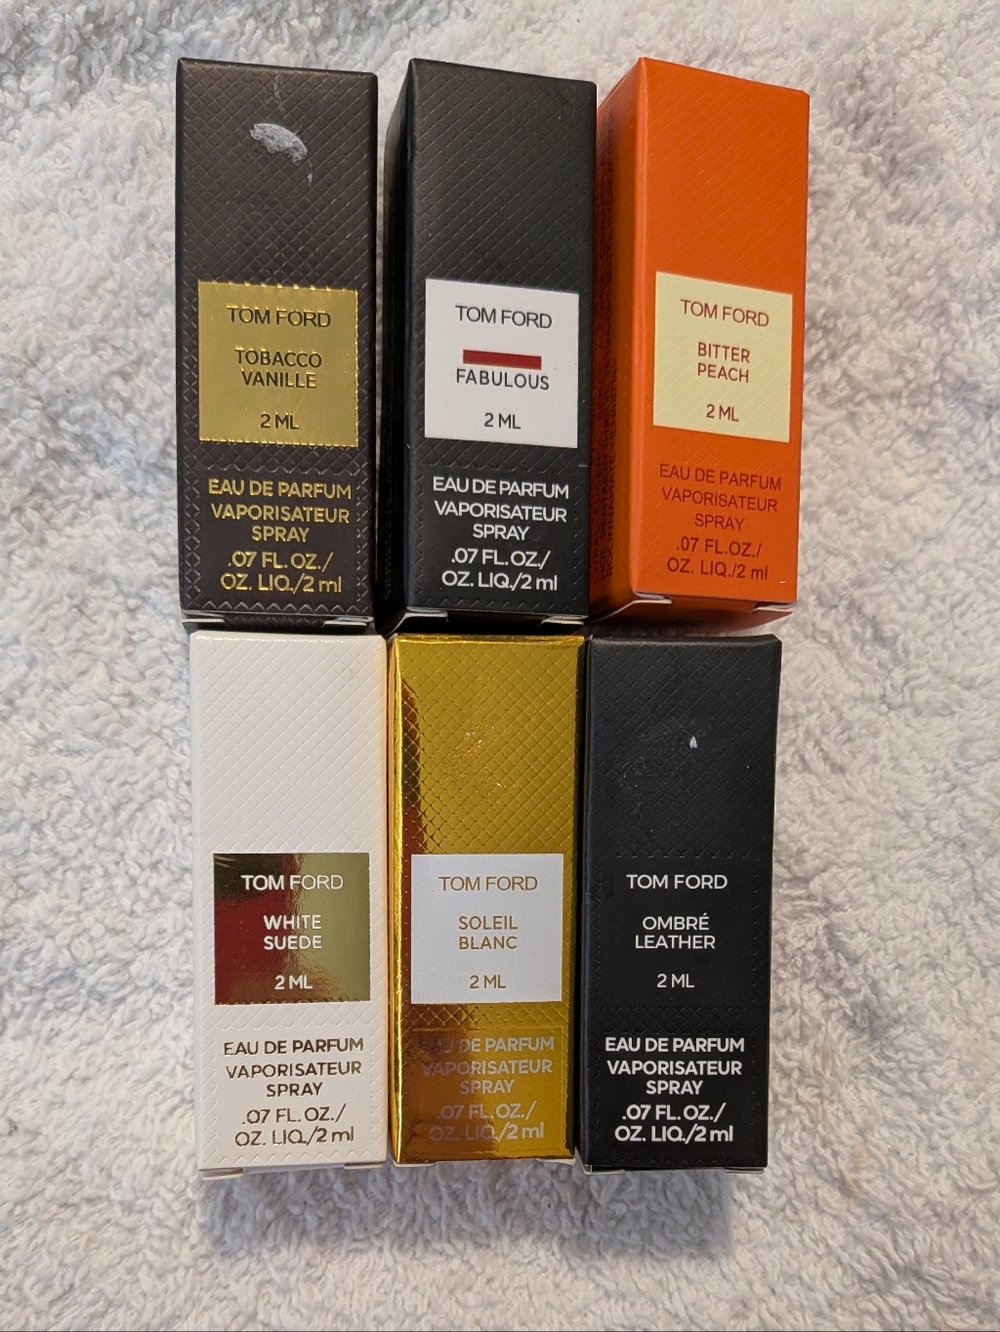 TOM FORD
TOBACCO
VANILLE
2 ML
EAU DE PARFUM
VAPORISATEUR
SPRAY
.07 FL.OZ./
OZ. LIQ./2 ml
TOM FORD
FABULOUS
2 ML
EAU DE PARFUM
VAPORISATEUR
SPRAY
.07 FL.OZ./
OZ. LIQ./2 ml
TOM FORD
BITTER
PEACH
2 ML
EAU DE PARFUM
VAPORISATEUR
SPRAY
.07 FL.OZ./
OZ. LIQ./2 ml
TOM FORD
WHITE
SUEDE
2 ML
EAU DE PARFUM
VAPORISATEUR
SPRAY
.07 FL.OZ./
OZ. LIQ./2 ml
TOM FORD
SOLEIL
BLANC
2 ML
EAU DE PARFUM
VAPORISATEUR
SPRAY
.07 FL.OZ./
OZ. LIQ./2 ml
TOM FORD
OMBRÉ
LEATHER
2 ML
EAU DE PARFUM
VAPORISATEUR
SPRAY
.07 FL.OZ./
OZ. LIQ./2 ml